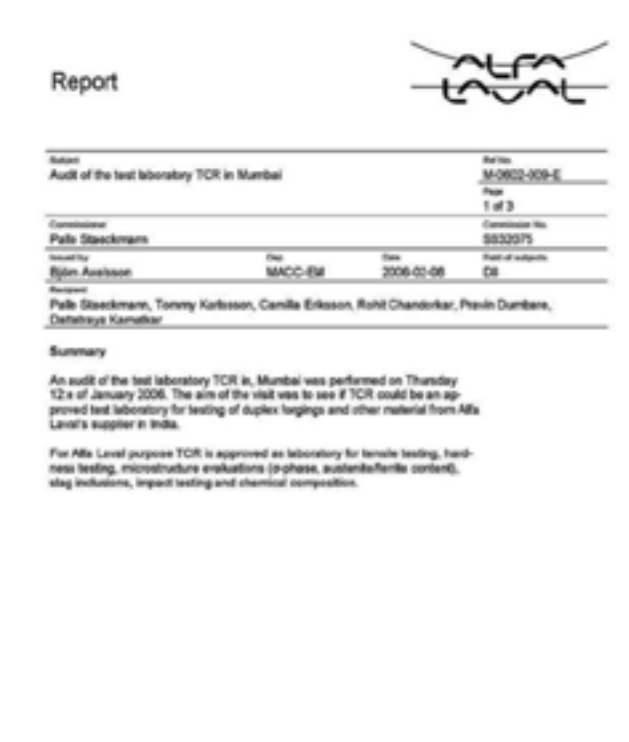 Report
ALFA
LAVAL
Subject
Audit of the test laboratory TCR in Mumbai
Ref No.
M-0602-009-E
Page
1 of 3
Commissioner
Palle Staeckmann
Commission No.
SS32075
Issued by
Björn Axelsson
Dep
MACC-EM
Date
2006-02-08
Field of subjects
D8
Recipient
Palle Staeckmann, Tommy Karlsson, Camilla Eriksson, Rohit Chandorkar, Pravin Dumbare,
Dattatraya Kamatkar
Summary
An audit of the test laboratory TCR in, Mumbai was performed on Thursday
12:e of January 2006. The aim of the visit was to see if TCR could be an ap-
proved test laboratory for testing of duplex forgings and other material from Alfa
Laval's supplier in India.
For Alfa Laval purpose TCR is approved as laboratory for tensile testing, hard-
ness testing, microstructure evaluations (σ-phase, austenite/ferrite content),
slag inclusions, impact testing and chemical composition.